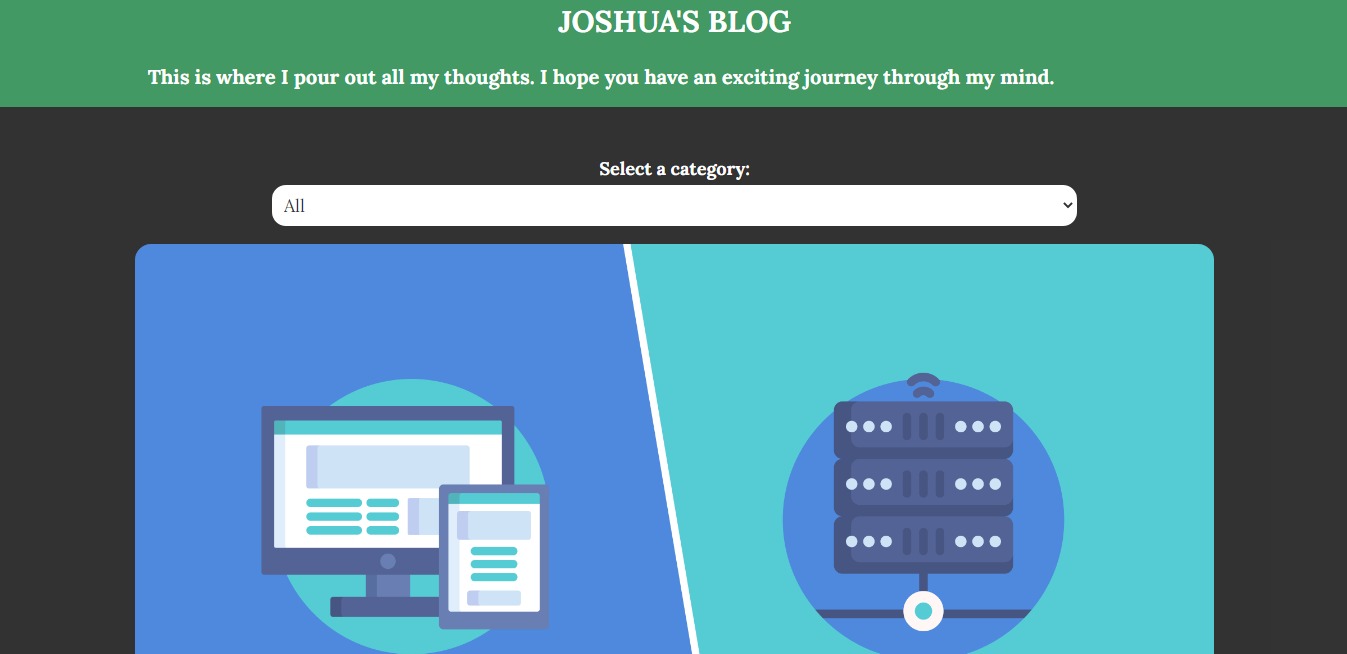 JOSHUA'S BLOG
This is where I pour out all my thoughts. I hope you have an exciting journey through my mind.
Select a category:
All